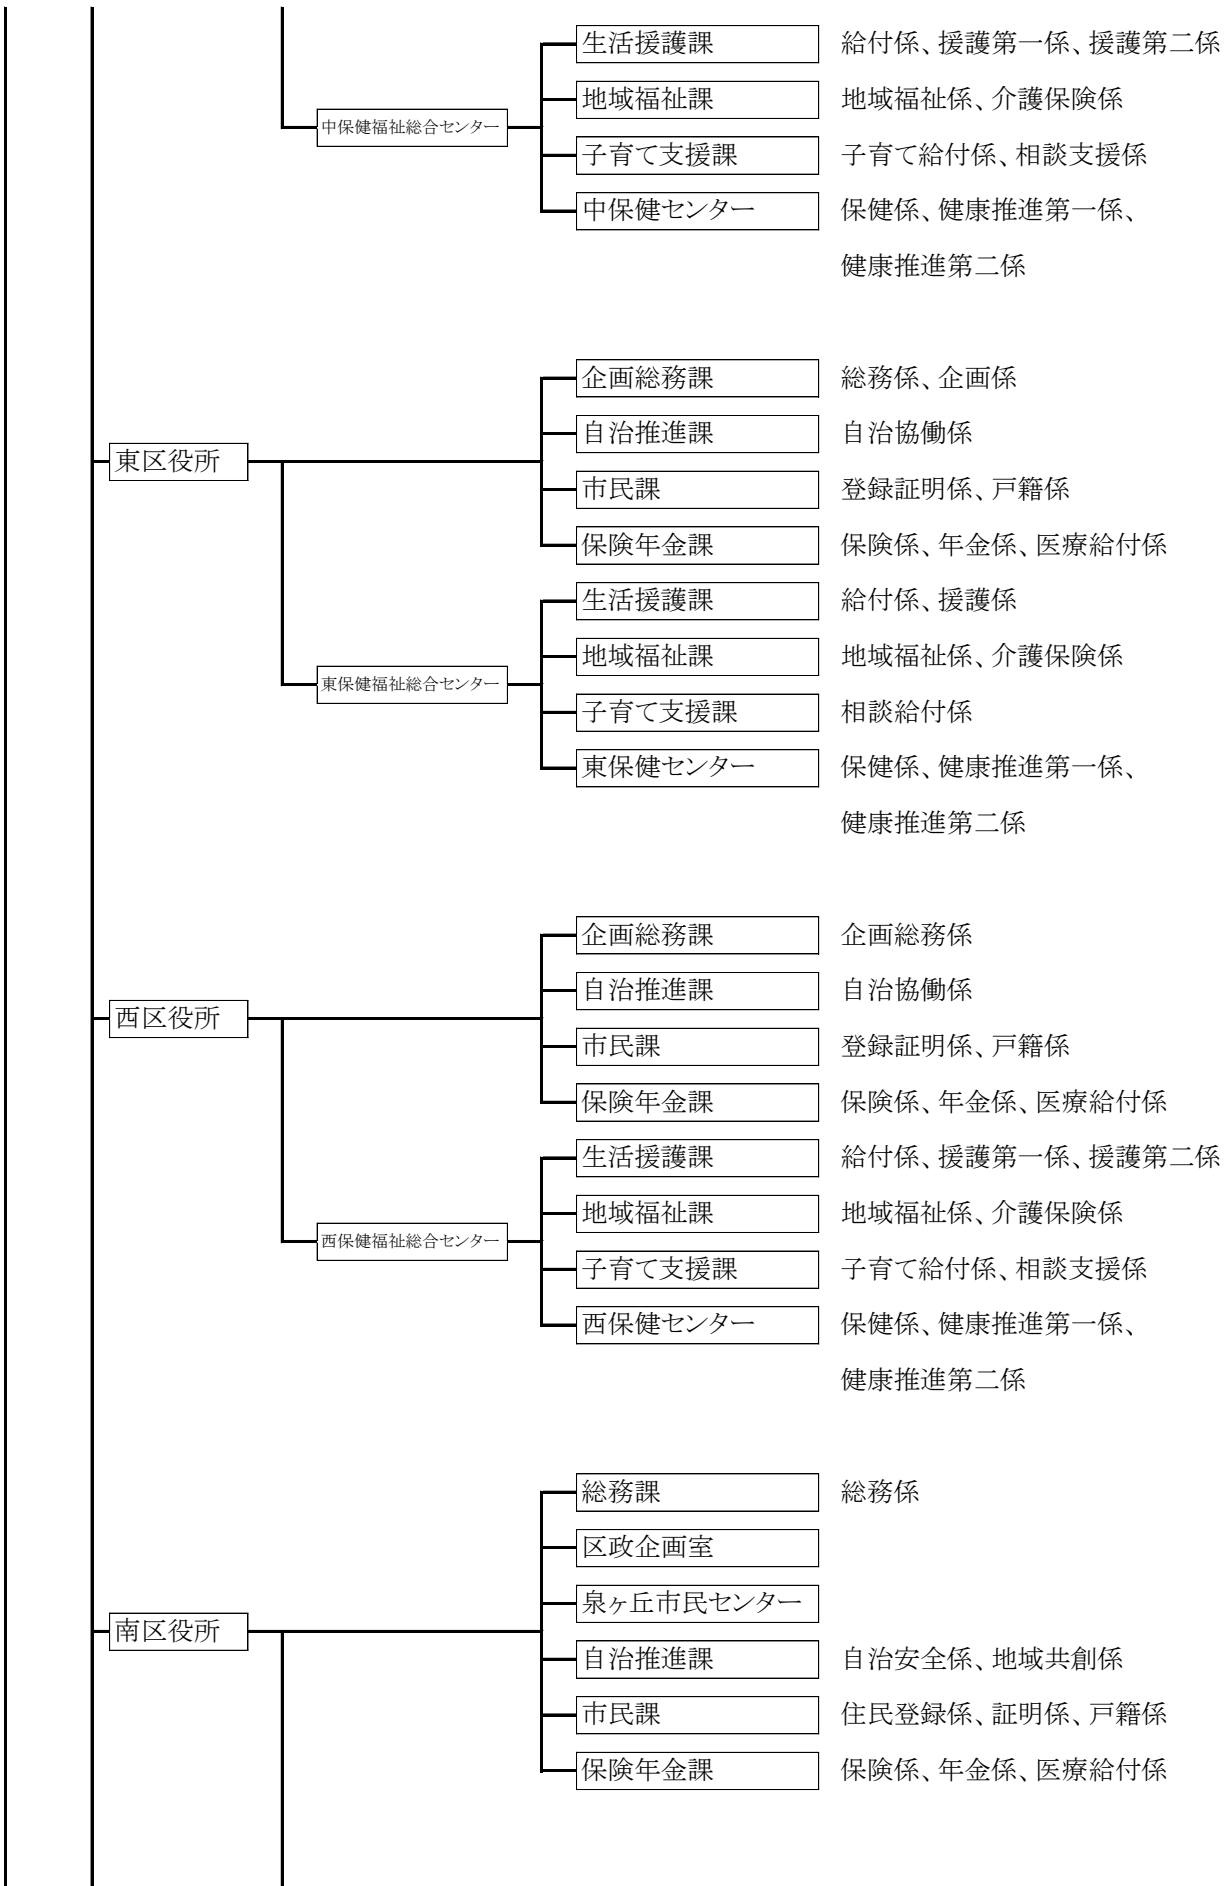 生活援護課 給付係、援護第一係、援護第二係
地域福祉課 地域福祉係、介護保険係
中保健福祉総合センター
子育て支援課 子育て給付係、相談支援係
中保健センター 保健係、健康推進第一係、
健康推進第二係
企画総務課 総務係、企画係
自治推進課 自治協働係
東区役所
市民課 登録証明係、戸籍係
保険年金課 保険係、年金係、医療給付係
生活援護課 給付係、援護係
地域福祉課 地域福祉係、介護保険係
東保健福祉総合センター
子育て支援課 相談給付係
東保健センター 保健係、健康推進第一係、
健康推進第二係
企画総務課 企画総務係
自治推進課 自治協働係
西区役所
市民課 登録証明係、戸籍係
保険年金課 保険係、年金係、医療給付係
生活援護課 給付係、援護第一係、援護第二係
地域福祉課 地域福祉係、介護保険係
西保健福祉総合センター
子育て支援課 子育て給付係、相談支援係
西保健センター 保健係、健康推進第一係、
健康推進第二係
総務課 総務係
区政企画室
泉ヶ丘市民センター
南区役所
自治推進課 自治安全係、地域共創係
市民課 住民登録係、証明係、戸籍係
保険年金課 保険係、年金係、医療給付係